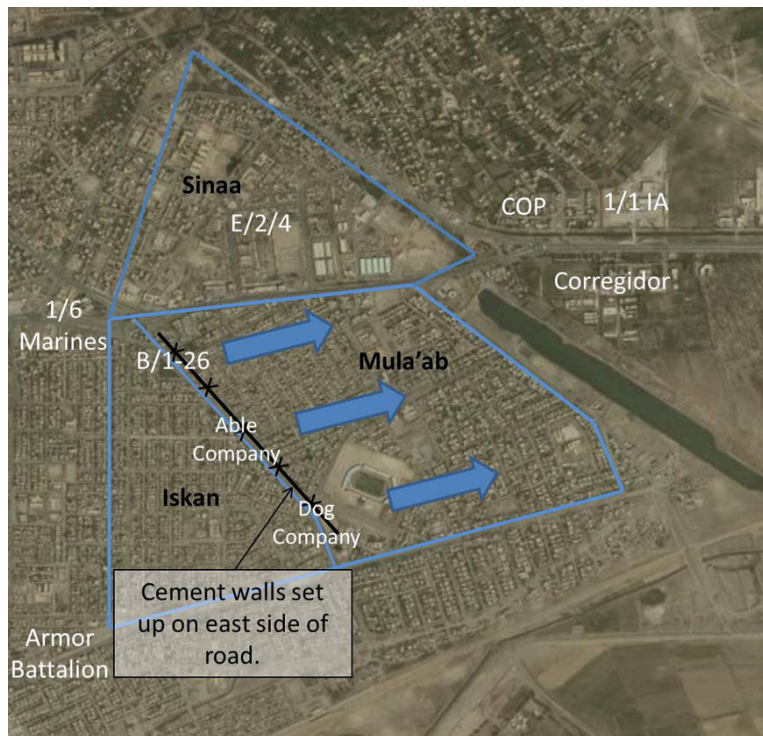 Sinaa
E/2/4
COP
1/1 IA
Corregidor
1/6
Marines
B/1-26
Mula’ab
Able
Company
Iskan
Dog
Company
Cement walls set
up on east side of
road.
Armor
Battalion